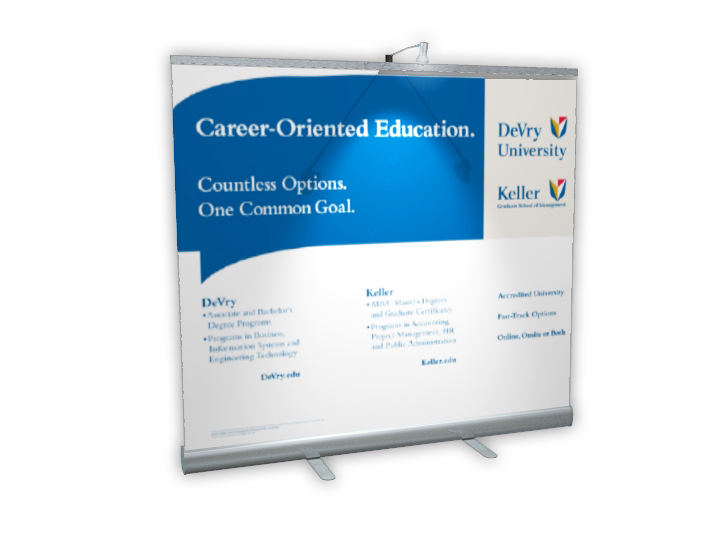 Career-Oriented Education.
Countless Options.
One Common Goal.
DeVry
University
Keller
Graduate School of Management
DeVry
• Associate and Bachelor's
Degree Programs
• Programs in Business,
Information Systems and
Engineering Technology
DeVry.edu
Keller
• MBA, Master's Degrees
and Graduate Certificates
• Programs in Accounting,
Project Management, HR
and Public Administration
Keller.edu
Accredited University
Fast-Track Options
Online, Onsite or Both